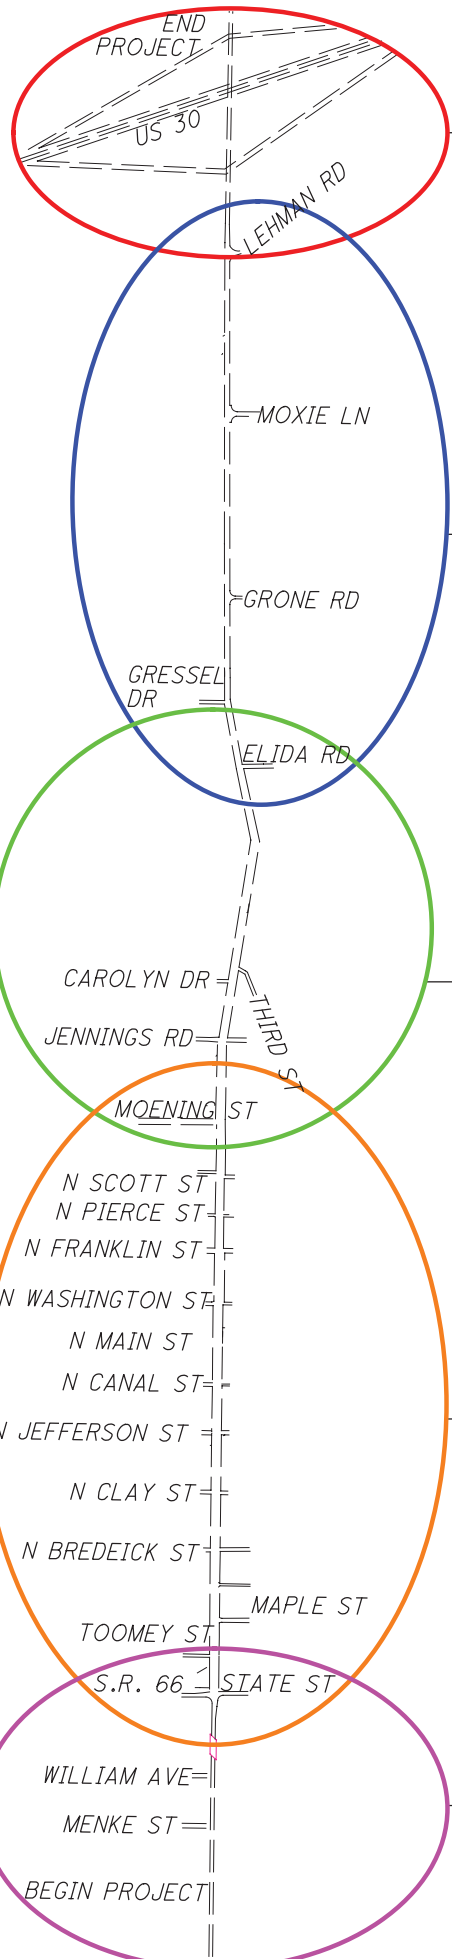 END
PROJECT
US 30
LEHMAN RD
MOXIE LN
GRONE RD
GRESSEL
DR
ELIDA RD
CAROLYN DR
THIRD ST
JENNINGS RD
MOENING ST
N SCOTT ST
N PIERCE ST
N FRANKLIN ST
N WASHINGTON ST
N MAIN ST
N CANAL ST
N JEFFERSON ST
N CLAY ST
N BREDEICK ST
MAPLE ST
TOOMEY ST
S.R. 66 STATE ST
WILLIAM AVE
MENKE ST
BEGIN PROJECT